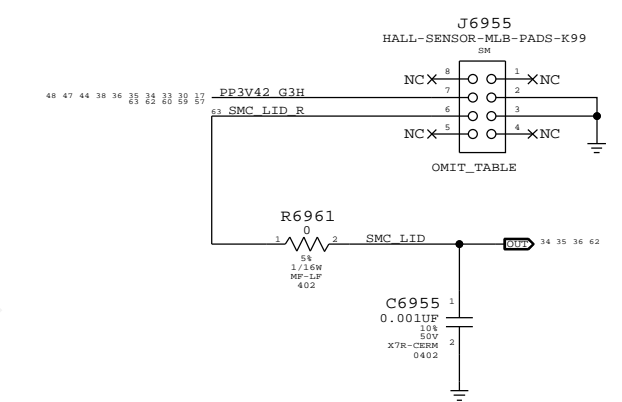 J6955
HALL-SENSOR-MLB-PADS-K99
SM
NC 8 1 NC
48 47 44 38 36 35 34 33 30 17 PP3V42_G3H 7 2
63 62 60 59 57
63 SMC_LID_R 6 3
NC 5 4 NC
OMIT_TABLE
R6961
0
1 2 SMC_LID OUT 34 35 36 62
5%
1/16W
MF-LF
402
C6955 1
0.001UF
10%
50V
X7R-CERM 2
0402